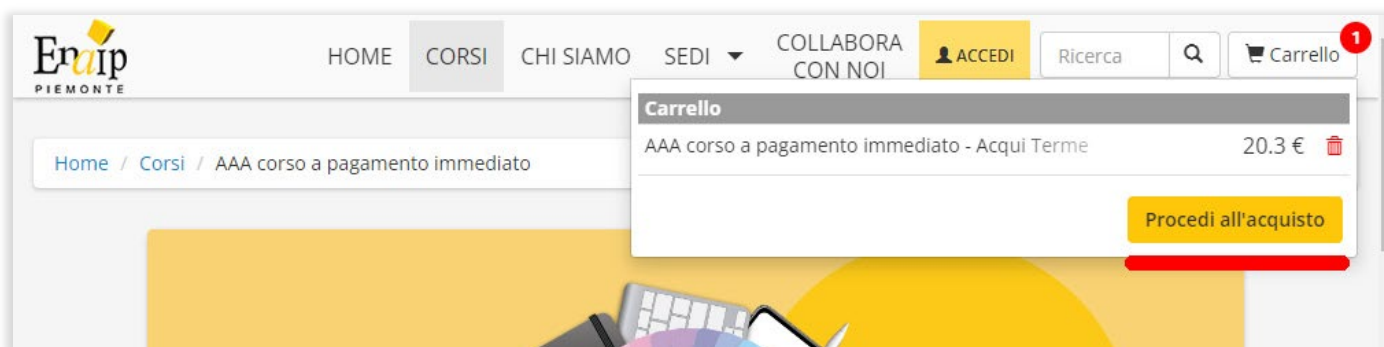 Enaip
PIEMONTE
HOME CORSI CHI SIAMO SEDI COLLABORA CON NOI ACCEDI Ricerca Carrello 1
Carrello
AAA corso a pagamento immediato - Acqui Terme 20.3 €
Procedi all'acquisto
Home / Corsi / AAA corso a pagamento immediato